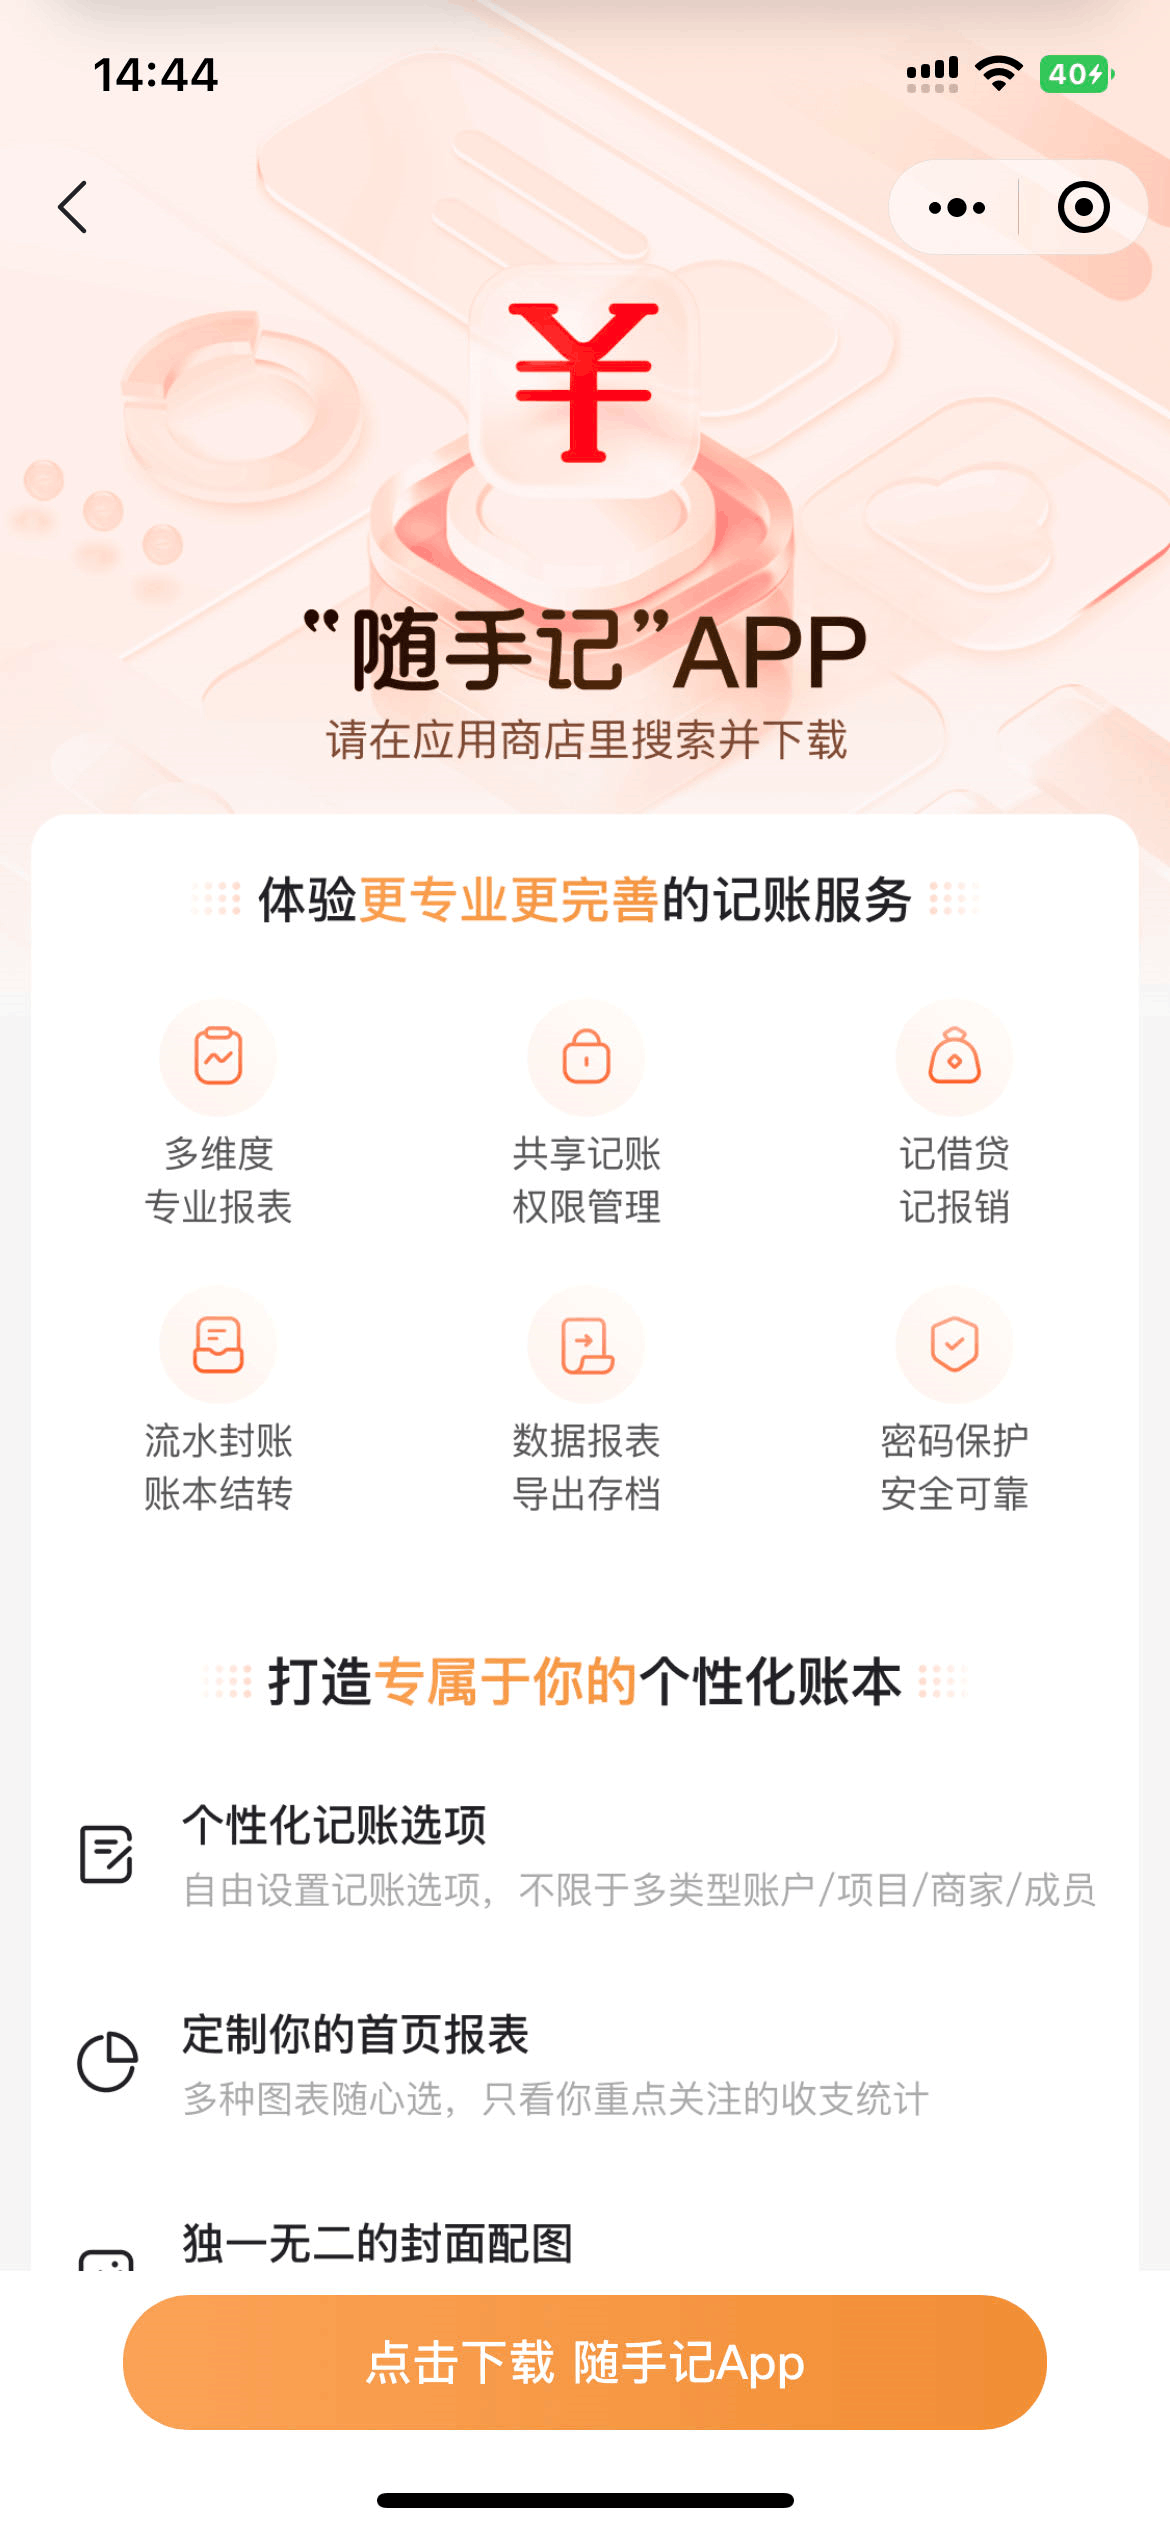 14:44
40
¥
“随手记”APP
请在应用商店里搜索并下载
体验更专业更完善的记账服务
多维度
专业报表
共享记账
权限管理
记借贷
记报销
流水封账
账本结转
数据报表
导出存档
密码保护
安全可靠
打造专属于你的个性化账本
个性化记账选项
自由设置记账选项，不限于多类型账户/项目/商家/成员
定制你的首页报表
多种图表随心选，只看你重点关注的收支统计
独一无二的封面配图
点击下载 随手记App